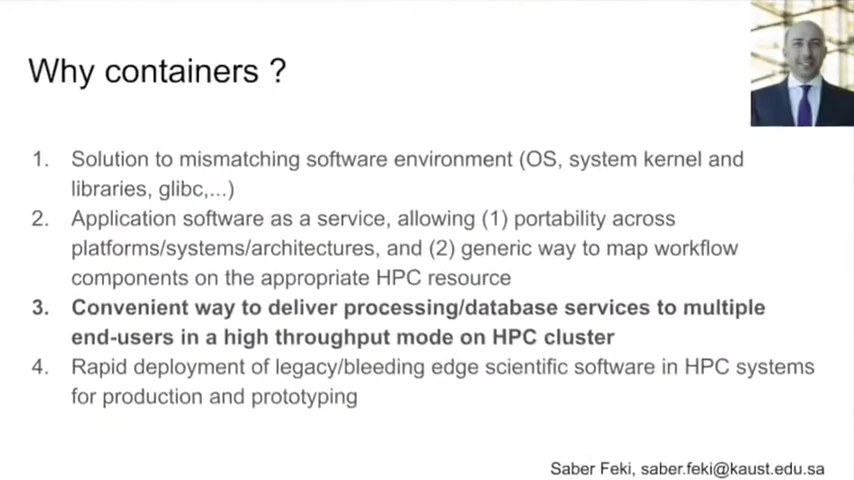 Why containers ?
1. Solution to mismatching software environment (OS, system kernel and
libraries, glibc,...)
2. Application software as a service, allowing (1) portability across
platforms/systems/architectures, and (2) generic way to map workflow
components on the appropriate HPC resource
3. Convenient way to deliver processing/database services to multiple
end-users in a high throughput mode on HPC cluster
4. Rapid deployment of legacy/bleeding edge scientific software in HPC systems
for production and prototyping
Saber Feki, saber.feki@kaust.edu.sa